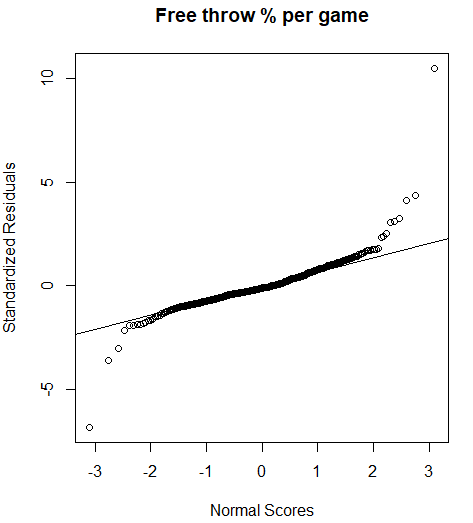 Free throw % per game
10
5
0
-5
Standardized Residuals
-3 -2 -1 0 1 2 3
Normal Scores